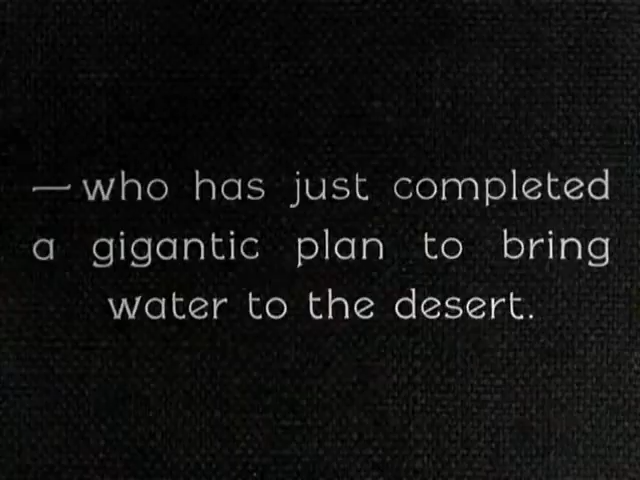 —who has just completed
a gigantic plan to bring
water to the desert.